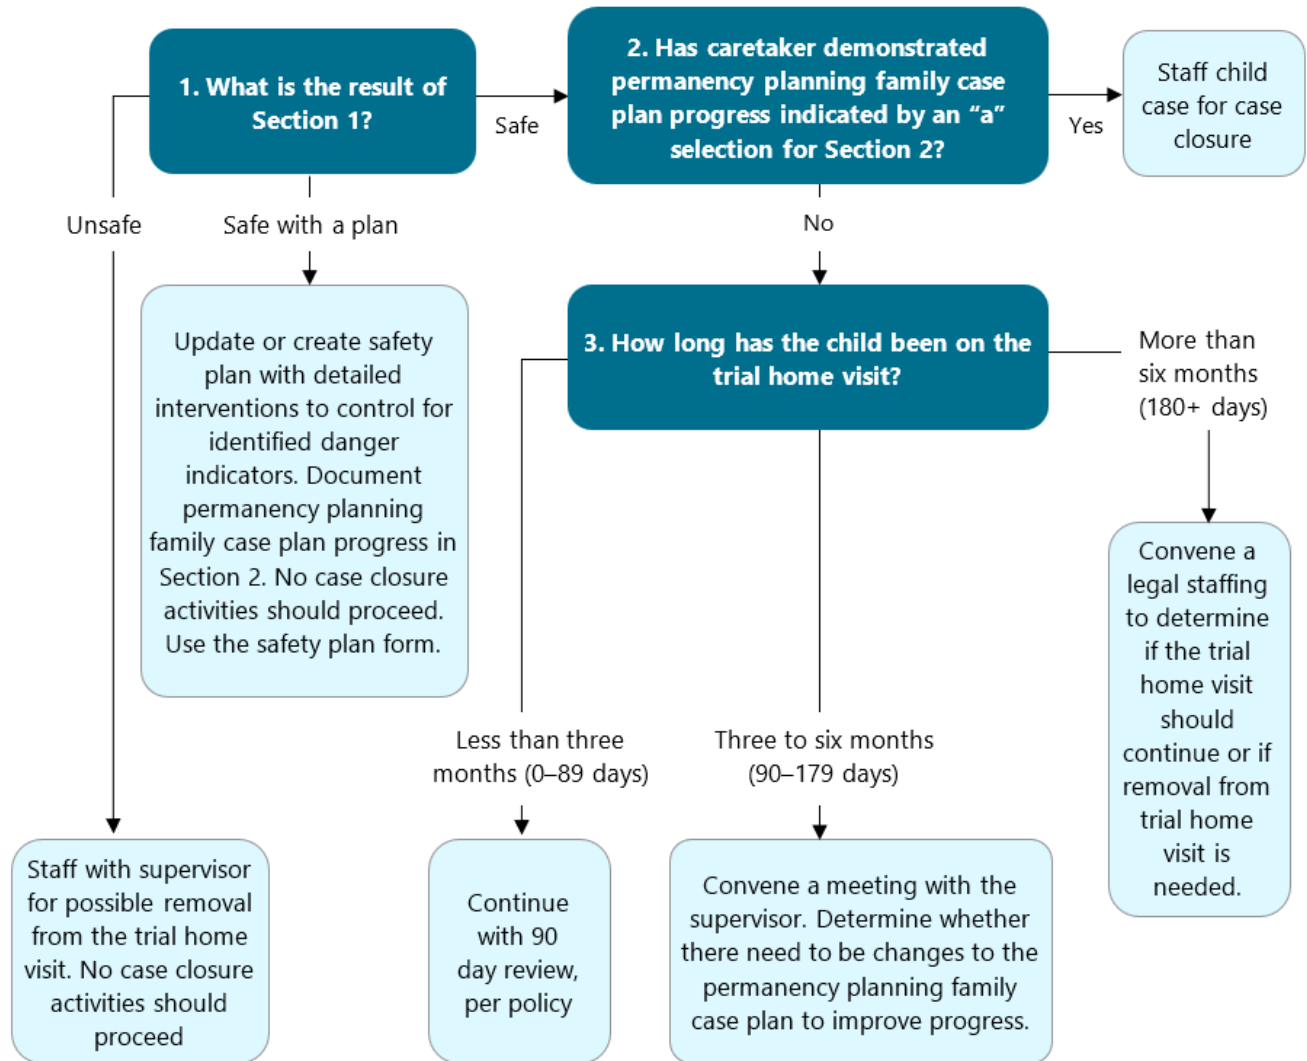 1. What is the result of
Section 1?
Safe
2. Has caretaker demonstrated
permanency planning family case
plan progress indicated by an “a”
selection for Section 2?
Yes
Staff child
case for case
closure
Unsafe
Safe with a plan
No
Update or create safety
plan with detailed
interventions to control for
identified danger
indicators. Document
permanency planning
family case plan progress in
Section 2. No case closure
activities should proceed.
Use the safety plan form.
3. How long has the child been on the
trial home visit?
More than
six months
(180+ days)
Convene a
legal staffing
to determine
if the trial
home visit
should
continue or if
removal from
trial home
visit is
needed.
Less than three
months (0–89 days)
Three to six months
(90–179 days)
Staff with supervisor
for possible removal
from the trial home
visit. No case closure
activities should
proceed
Continue
with 90
day review,
per policy
Convene a meeting with the
supervisor. Determine whether
there need to be changes to the
permanency planning family
case plan to improve progress.